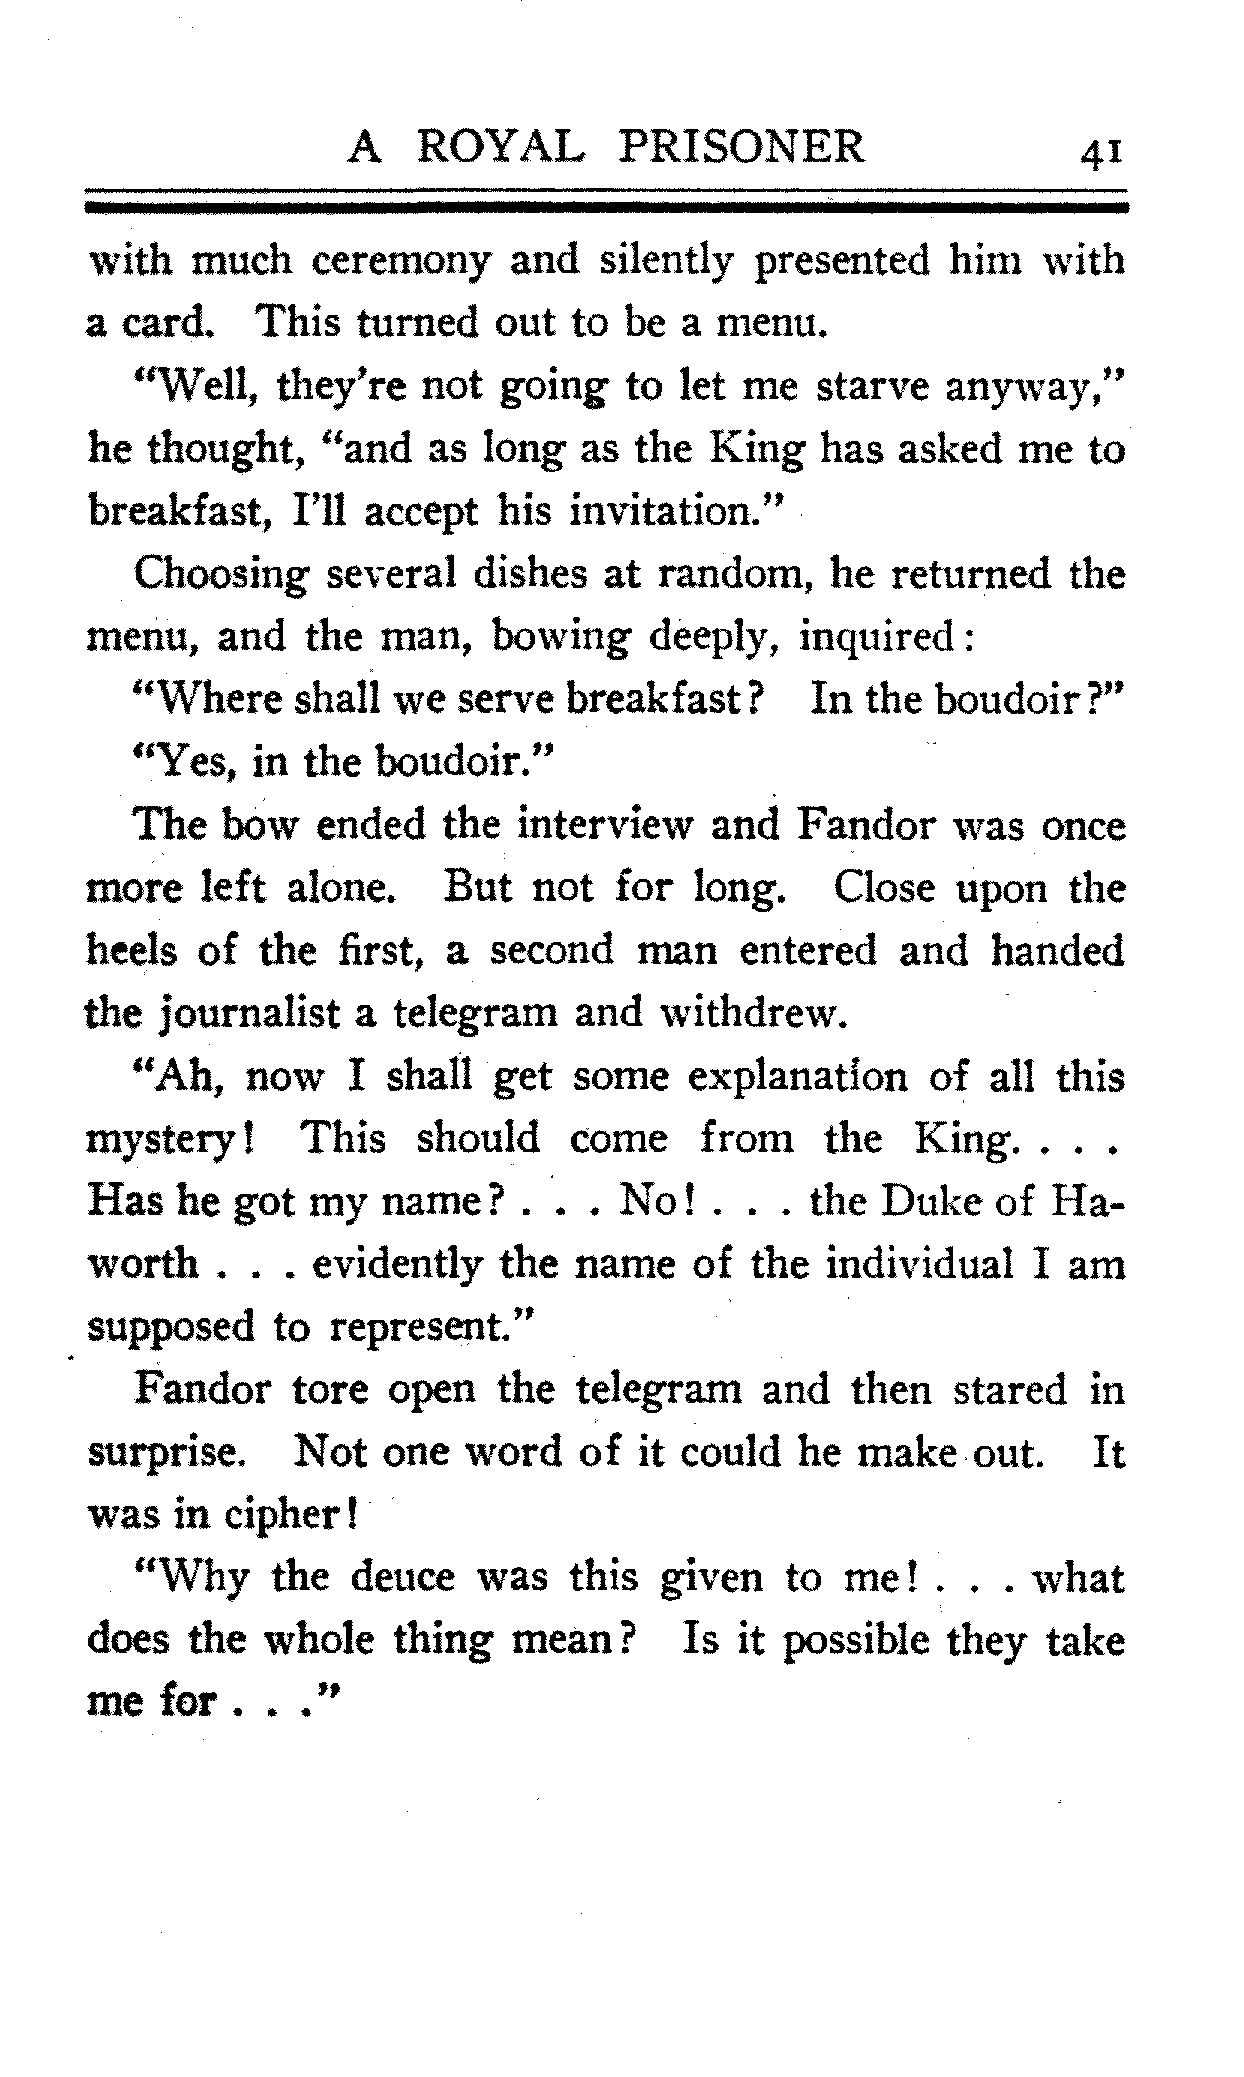 A ROYAL PRISONER 41
with much ceremony and silently presented him with
a card. This turned out to be a menu.
"Well, they're not going to let me starve anyway,"
he thought, "and as long as the King has asked me to
breakfast, I'll accept his invitation."
Choosing several dishes at random, he returned the
menu, and the man, bowing deeply, inquired:
"Where shall we serve breakfast? In the boudoir?"
"Yes, in the boudoir."
The bow ended the interview and Fandor was once
more left alone. But not for long. Close upon the
heels of the first, a second man entered and handed
the journalist a telegram and withdrew.
"Ah, now I shall get some explanation of all this
mystery! This should come from the King. . . .
Has he got my name? . . . No! . . . the Duke of Ha-
worth . . . evidently the name of the individual I am
supposed to represent."
Fandor tore open the telegram and then stared in
surprise. Not one word of it could he make out. It
was in cipher!
"Why the deuce was this given to me! . . . what
does the whole thing mean? Is it possible they take
me for . . ."